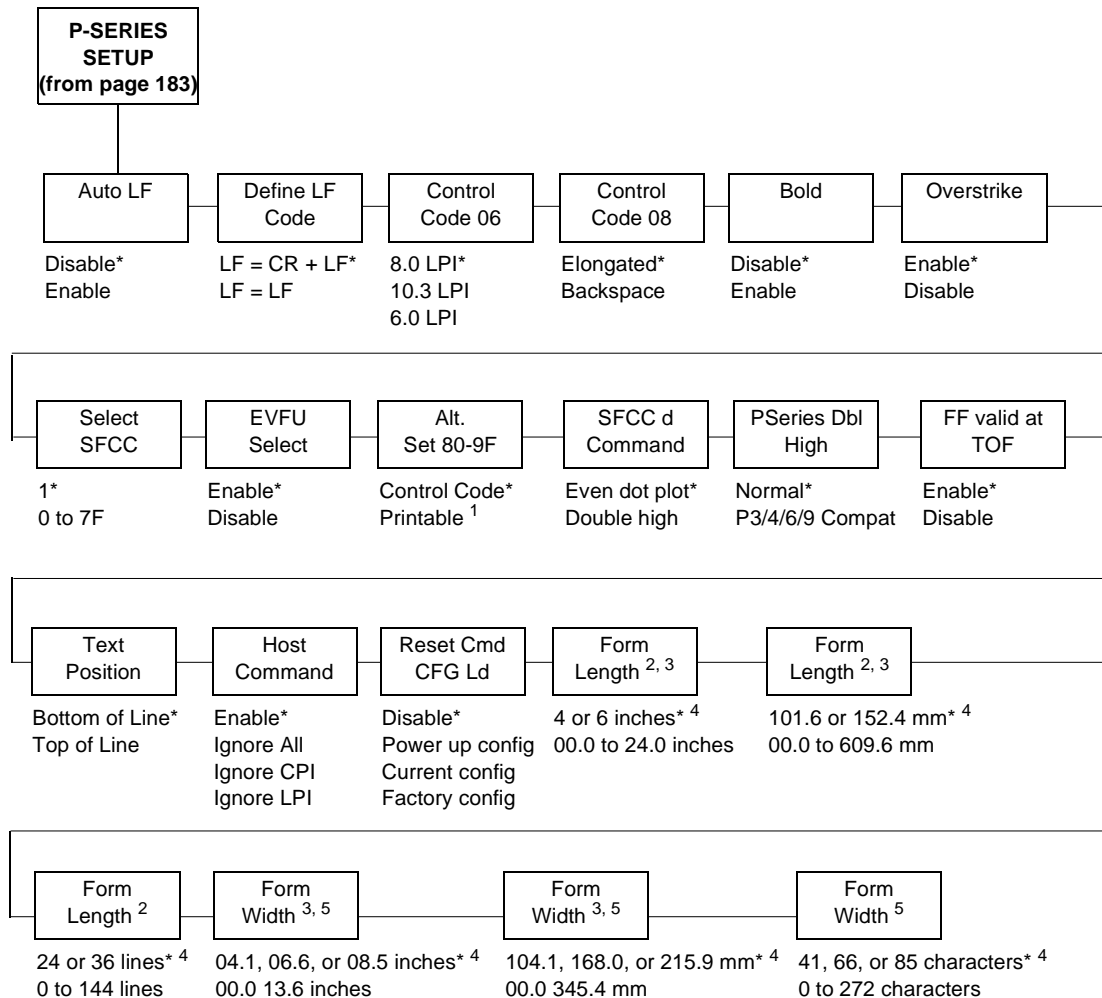 P-SERIES
SETUP
(from page 183)
Auto LF
Disable*
Enable
Define LF
Code
LF = CR + LF*
LF = LF
Control
Code 06
8.0 LPI*
10.3 LPI
6.0 LPI
Control
Code 08
Elongated*
Backspace
Bold
Disable*
Enable
Overstrike
Enable*
Disable
Select
SFCC
1*
0 to 7F
EVFU
Select
Enable*
Disable
Alt.
Set 80-9F
Control Code*
Printable 1
SFCC d
Command
Even dot plot*
Double high
PSeries Dbl
High
Normal*
P3/4/6/9 Compat
FF valid at
TOF
Enable*
Disable
Text
Position
Bottom of Line*
Top of Line
Host
Command
Enable*
Ignore All
Ignore CPI
Ignore LPI
Reset Cmd
CFG Ld
Disable*
Power up config
Current config
Factory config
Form
Length 2, 3
4 or 6 inches* 4
00.0 to 24.0 inches
Form
Length 2, 3
101.6 or 152.4 mm* 4
00.0 to 609.6 mm
Form
Length 2
24 or 36 lines* 4
0 to 144 lines
Form
Width 3, 5
04.1, 06.6, or 08.5 inches* 4
00.0 13.6 inches
Form
Width 3, 5
104.1, 168.0, or 215.9 mm* 4
00.0 345.4 mm
Form
Width 5
41, 66, or 85 characters* 4
0 to 272 characters